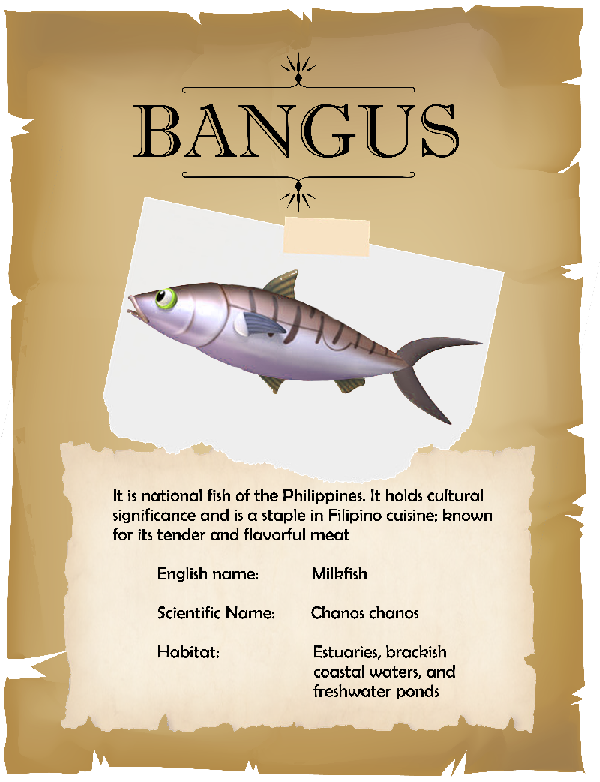 BANGUS
It is national fish of the Philippines. It holds cultural
significance and is a staple in Filipino cuisine; known
for its tender and flavorful meat
English name: Milkfish
Scientific Name: Chanos chanos
Habitat: Estuaries, brackish
coastal waters, and
freshwater ponds